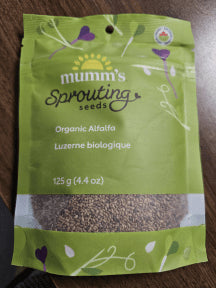 mumm's
Sprouting
seeds
Organic Alfalfa
Luzerne biologique
125 g (4.4 oz)